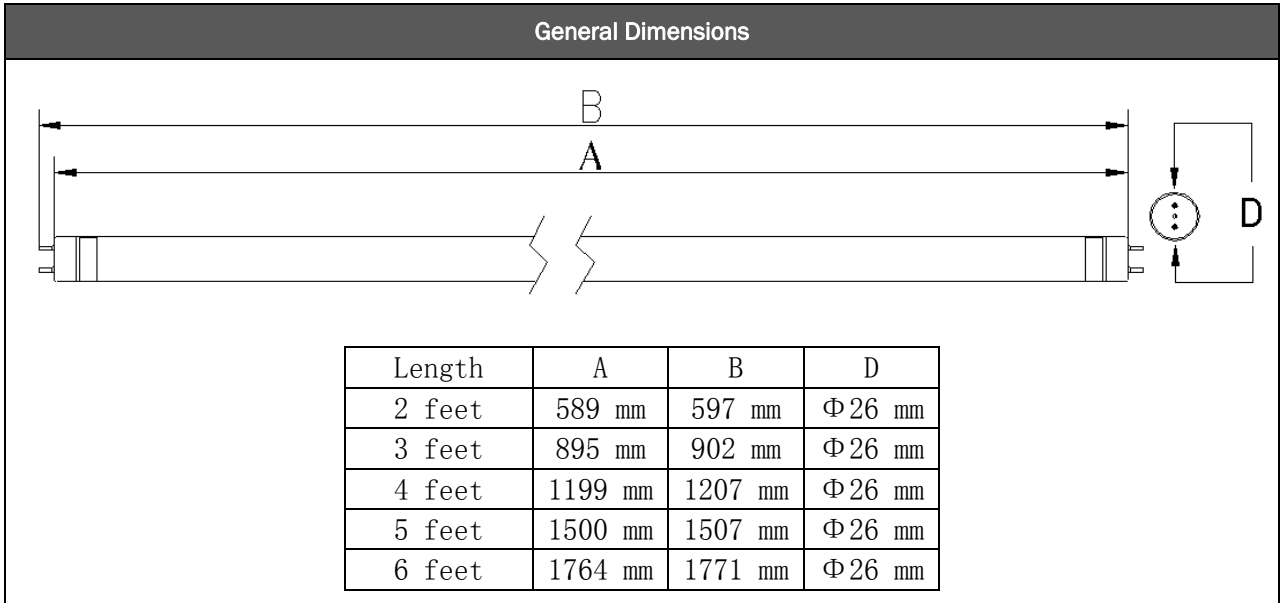 General Dimensions
B
A
D
Length A B D
2 feet 589 mm 597 mm Φ26 mm
3 feet 895 mm 902 mm Φ26 mm
4 feet 1199 mm 1207 mm Φ26 mm
5 feet 1500 mm 1507 mm Φ26 mm
6 feet 1764 mm 1771 mm Φ26 mm